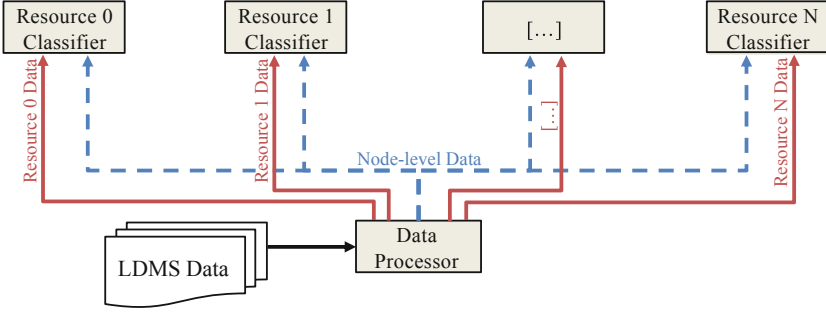 Resource 0
Classifier
Resource 1
Classifier
[...]
Resource N
Classifier
Resource 0 Data
Resource 1 Data
[...]
Resource N Data
Node-level Data
LDMS Data
Data
Processor